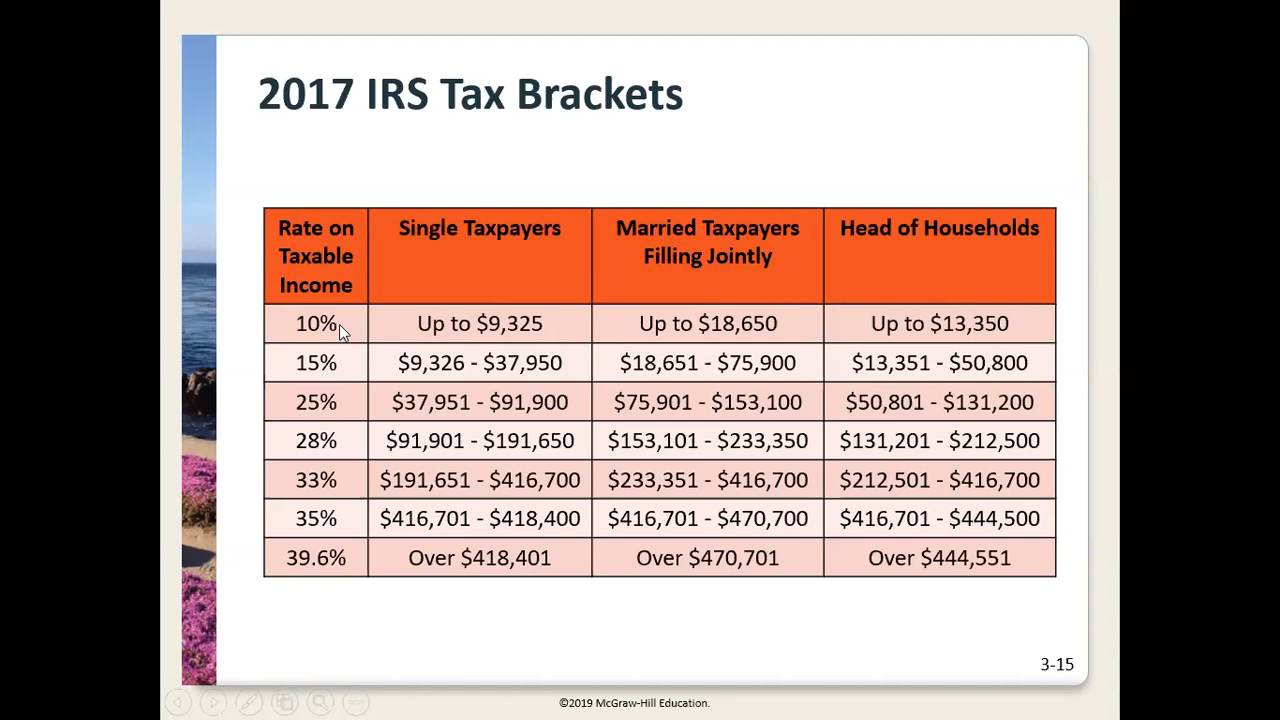 2017 IRS Tax Brackets
Rate on Taxable Income Single Taxpayers Married Taxpayers Filling Jointly Head of Households
10% Up to $9,325 Up to $18,650 Up to $13,350
15% $9,326 - $37,950 $18,651 - $75,900 $13,351 - $50,800
25% $37,951 - $91,900 $75,901 - $153,100 $50,801 - $131,200
28% $91,901 - $191,650 $153,101 - $233,350 $131,201 - $212,500
33% $191,651 - $416,700 $233,351 - $416,700 $212,501 - $416,700
35% $416,701 - $418,400 $416,701 - $470,700 $416,701 - $444,500
39.6% Over $418,401 Over $470,701 Over $444,551
3-15
©2019 McGraw-Hill Education.